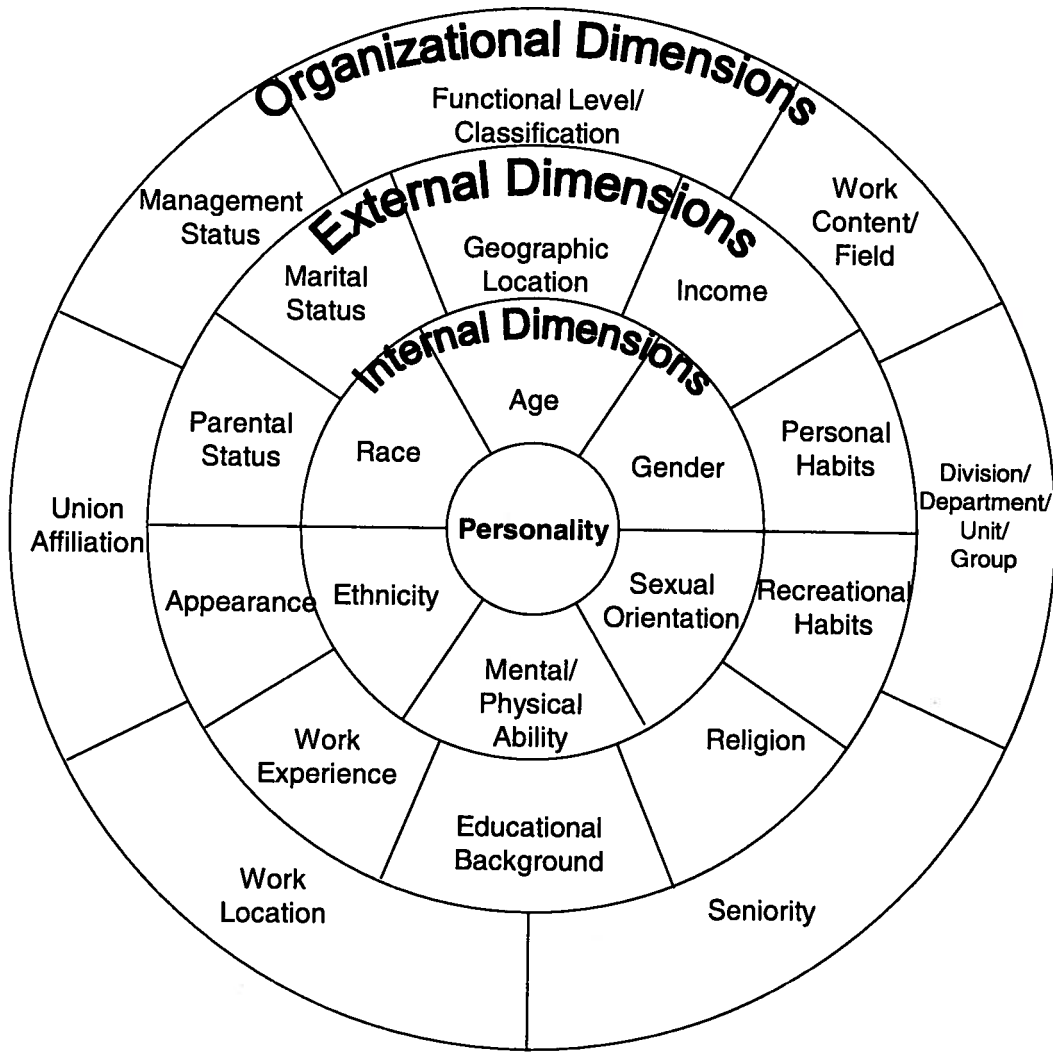 Organizational Dimensions
Functional Level/
Classification
Management
Status
Work
Content/
Field
Union
Affiliation
Division/
Department/
Unit/
Group
Work
Location
Seniority
External Dimensions
Geographic
Location
Marital
Status
Income
Parental
Status
Personal
Habits
Appearance
Recreational
Habits
Work
Experience
Religion
Educational
Background
Internal Dimensions
Age
Race
Gender
Ethnicity
Sexual
Orientation
Mental/
Physical
Ability
Personality